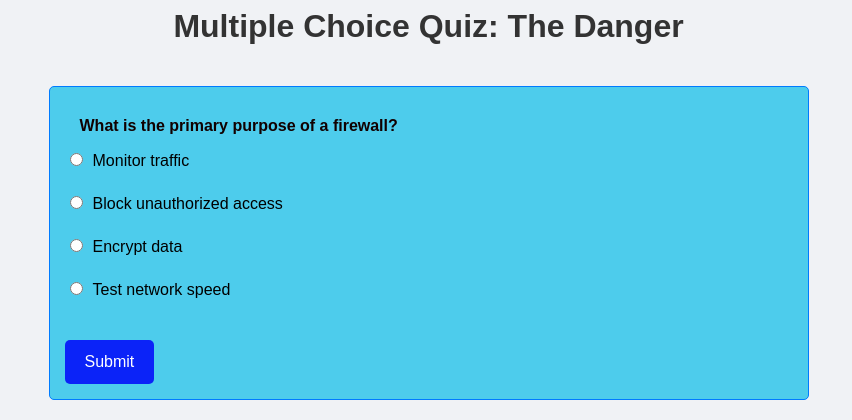 Multiple Choice Quiz: The Danger
What is the primary purpose of a firewall?
Monitor traffic
Block unauthorized access
Encrypt data
Test network speed
Submit